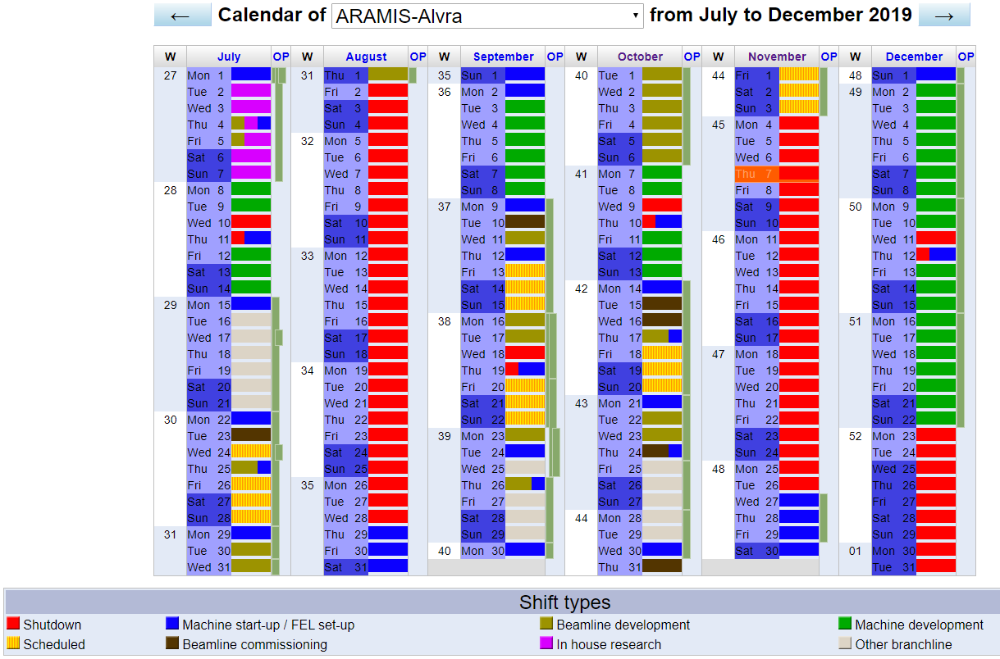 ← Calendar of ARAMIS-Alvra from July to December 2019 →
W July OP W August OP W September OP W October OP W November OP W December OP
27 Mon 1 31 Thu 1 35 Sun 1 40 Tue 1 44 Fri 1 48 Sun 1
Tue 2 Fri 2 36 Mon 2 Wed 2 Sat 2 49 Mon 2
Wed 3 Sat 3 Tue 3 Thu 3 Sun 3 Tue 3
Thu 4 Sun 4 Wed 4 Fri 4 45 Mon 4 Wed 4
Fri 5 32 Mon 5 Thu 5 Sat 5 Tue 5 Thu 5
Sat 6 Tue 6 Fri 6 Sun 6 Wed 6 Fri 6
Sun 7 Wed 7 Sat 7 41 Mon 7 Thu 7 Sat 7
28 Mon 8 Thu 8 Sun 8 Tue 8 Fri 8 Sun 8
Tue 9 Fri 9 37 Mon 9 Wed 9 Sat 9 50 Mon 9
Wed 10 Sat 10 Tue 10 Thu 10 Sun 10 Tue 10
Thu 11 Sun 11 Wed 11 Fri 11 46 Mon 11 Wed 11
Fri 12 33 Mon 12 Thu 12 Sat 12 Tue 12 Thu 12
Sat 13 Tue 13 Fri 13 Sun 13 Wed 13 Fri 13
Sun 14 Wed 14 Sat 14 42 Mon 14 Thu 14 Sat 14
29 Mon 15 Thu 15 Sun 15 Tue 15 Fri 15 Sun 15
Tue 16 Fri 16 38 Mon 16 Wed 16 Sat 16 51 Mon 16
Wed 17 Sat 17 Tue 17 Thu 17 Sun 17 Tue 17
Thu 18 Sun 18 Wed 18 Fri 18 47 Mon 18 Wed 18
Fri 19 34 Mon 19 Thu 19 Sat 19 Tue 19 Thu 19
Sat 20 Tue 20 Fri 20 Sun 20 Wed 20 Fri 20
Sun 21 Wed 21 Sat 21 43 Mon 21 Thu 21 Sat 21
30 Mon 22 Thu 22 Sun 22 Tue 22 Fri 22 Sun 22
Tue 23 Fri 23 39 Mon 23 Wed 23 Sat 23 52 Mon 23
Wed 24 Sat 24 Tue 24 Thu 24 Sun 24 Tue 24
Thu 25 Sun 25 Wed 25 Fri 25 48 Mon 25 Wed 25
Fri 26 35 Mon 26 Thu 26 Sat 26 Tue 26 Thu 26
Sat 27 Tue 27 Fri 27 Sun 27 Wed 27 Fri 27
Sun 28 Wed 28 Sat 28 44 Mon 28 Thu 28 Sat 28
31 Mon 29 Thu 29 Sun 29 Tue 29 Fri 29 Sun 29
Tue 30 Fri 30 40 Mon 30 Wed 30 Sat 30 01 Mon 30
Wed 31 Sat 31 Thu 31 Tue 31
Shift types
Shutdown Machine start-up / FEL set-up Beamline development Machine development
Scheduled Beamline commissioning In house research Other branchline